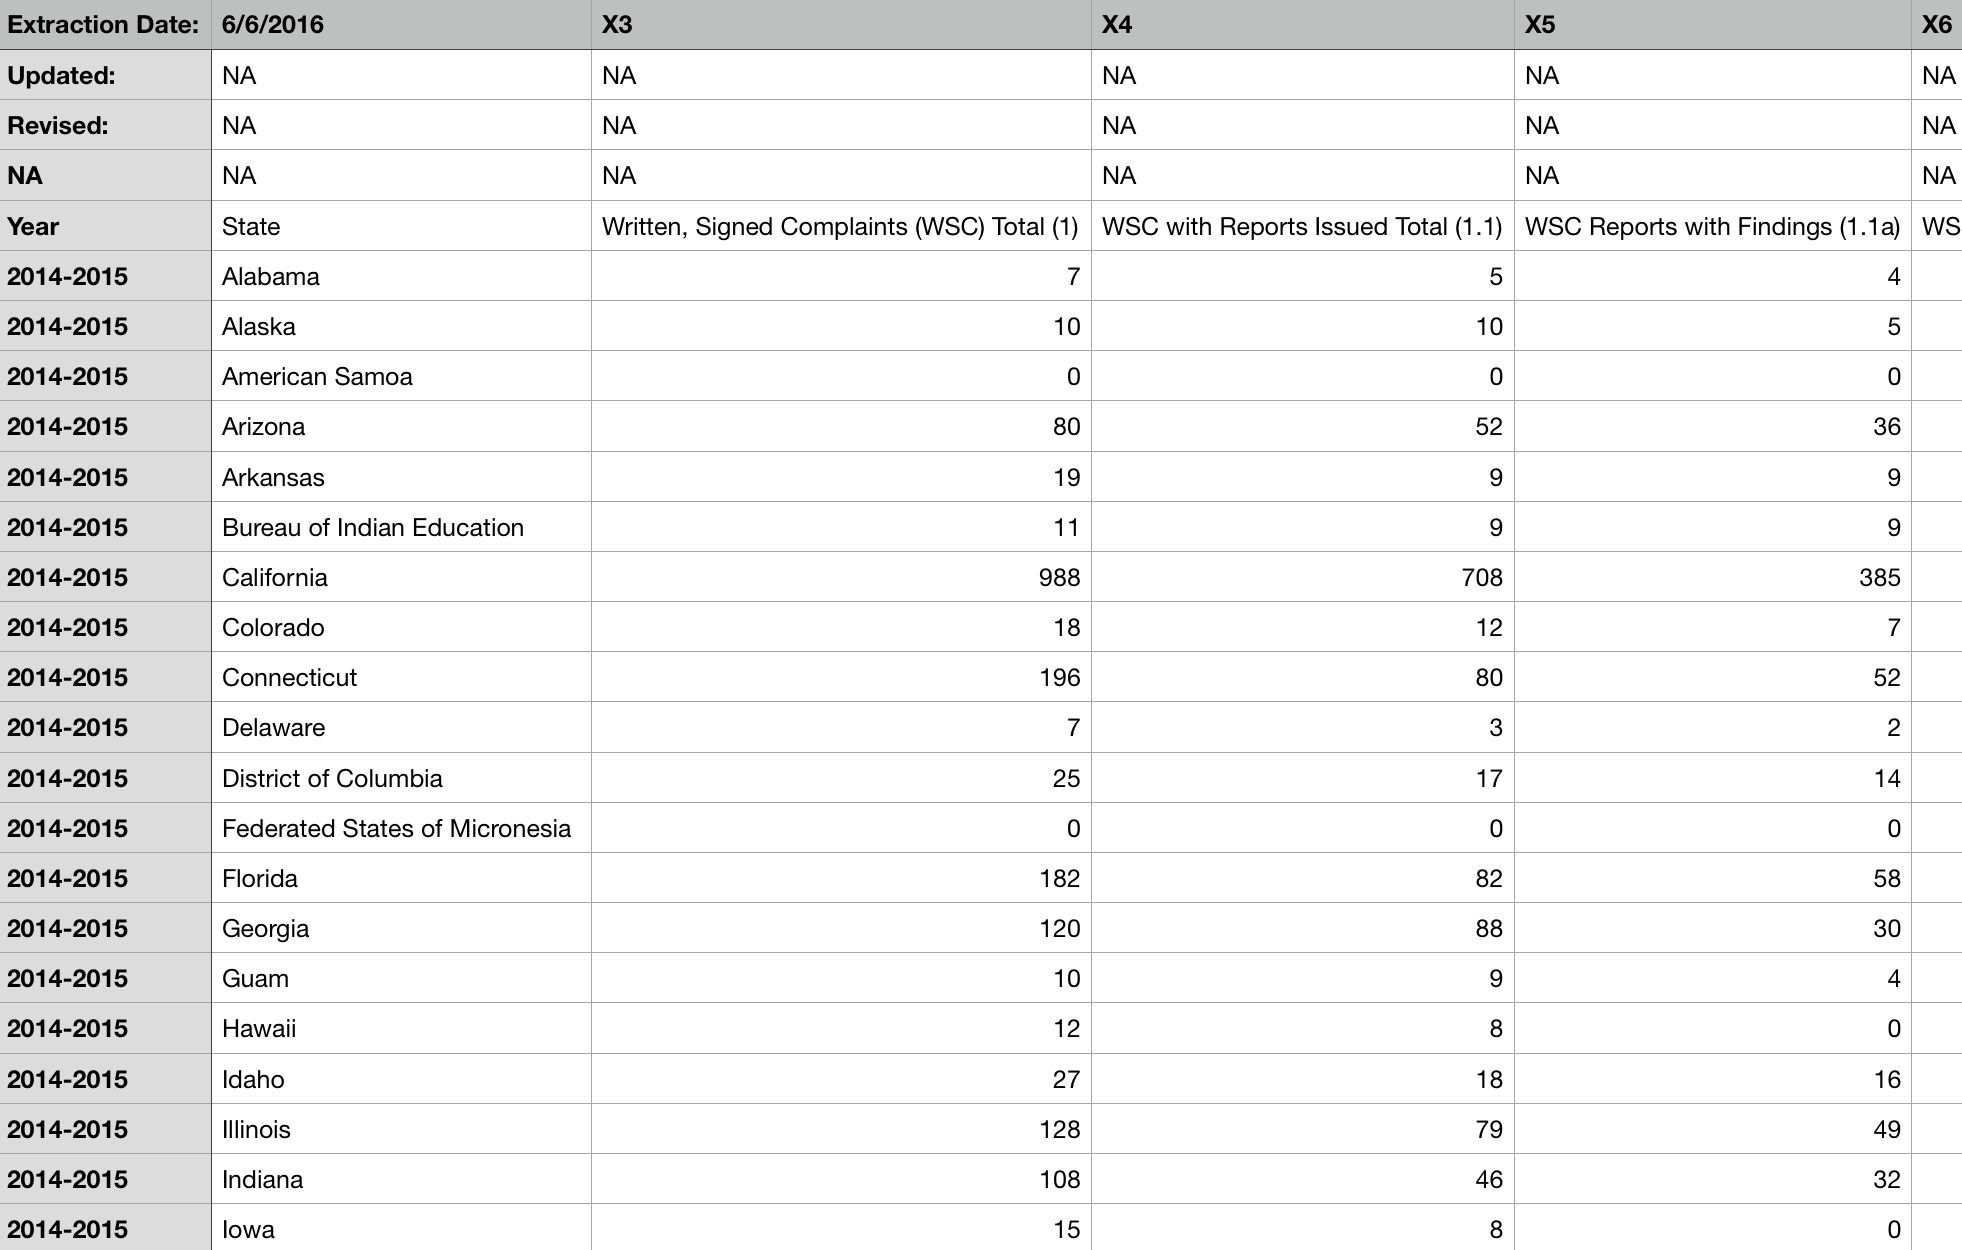 Extraction Date: 6/6/2016 X3 X4 X5 X6
Updated: NA NA NA NA NA
Revised: NA NA NA NA NA
NA NA NA NA NA NA
Year State Written, Signed Complaints (WSC) Total (1) WSC with Reports Issued Total (1.1) WSC Reports with Findings (1.1a) WS
2014-2015 Alabama 7 5 4
2014-2015 Alaska 10 10 5
2014-2015 American Samoa 0 0 0
2014-2015 Arizona 80 52 36
2014-2015 Arkansas 19 9 9
2014-2015 Bureau of Indian Education 11 9 9
2014-2015 California 988 708 385
2014-2015 Colorado 18 12 7
2014-2015 Connecticut 196 80 52
2014-2015 Delaware 7 3 2
2014-2015 District of Columbia 25 17 14
2014-2015 Federated States of Micronesia 0 0 0
2014-2015 Florida 182 82 58
2014-2015 Georgia 120 88 30
2014-2015 Guam 10 9 4
2014-2015 Hawaii 12 8 0
2014-2015 Idaho 27 18 16
2014-2015 Illinois 128 79 49
2014-2015 Indiana 108 46 32
2014-2015 Iowa 15 8 0